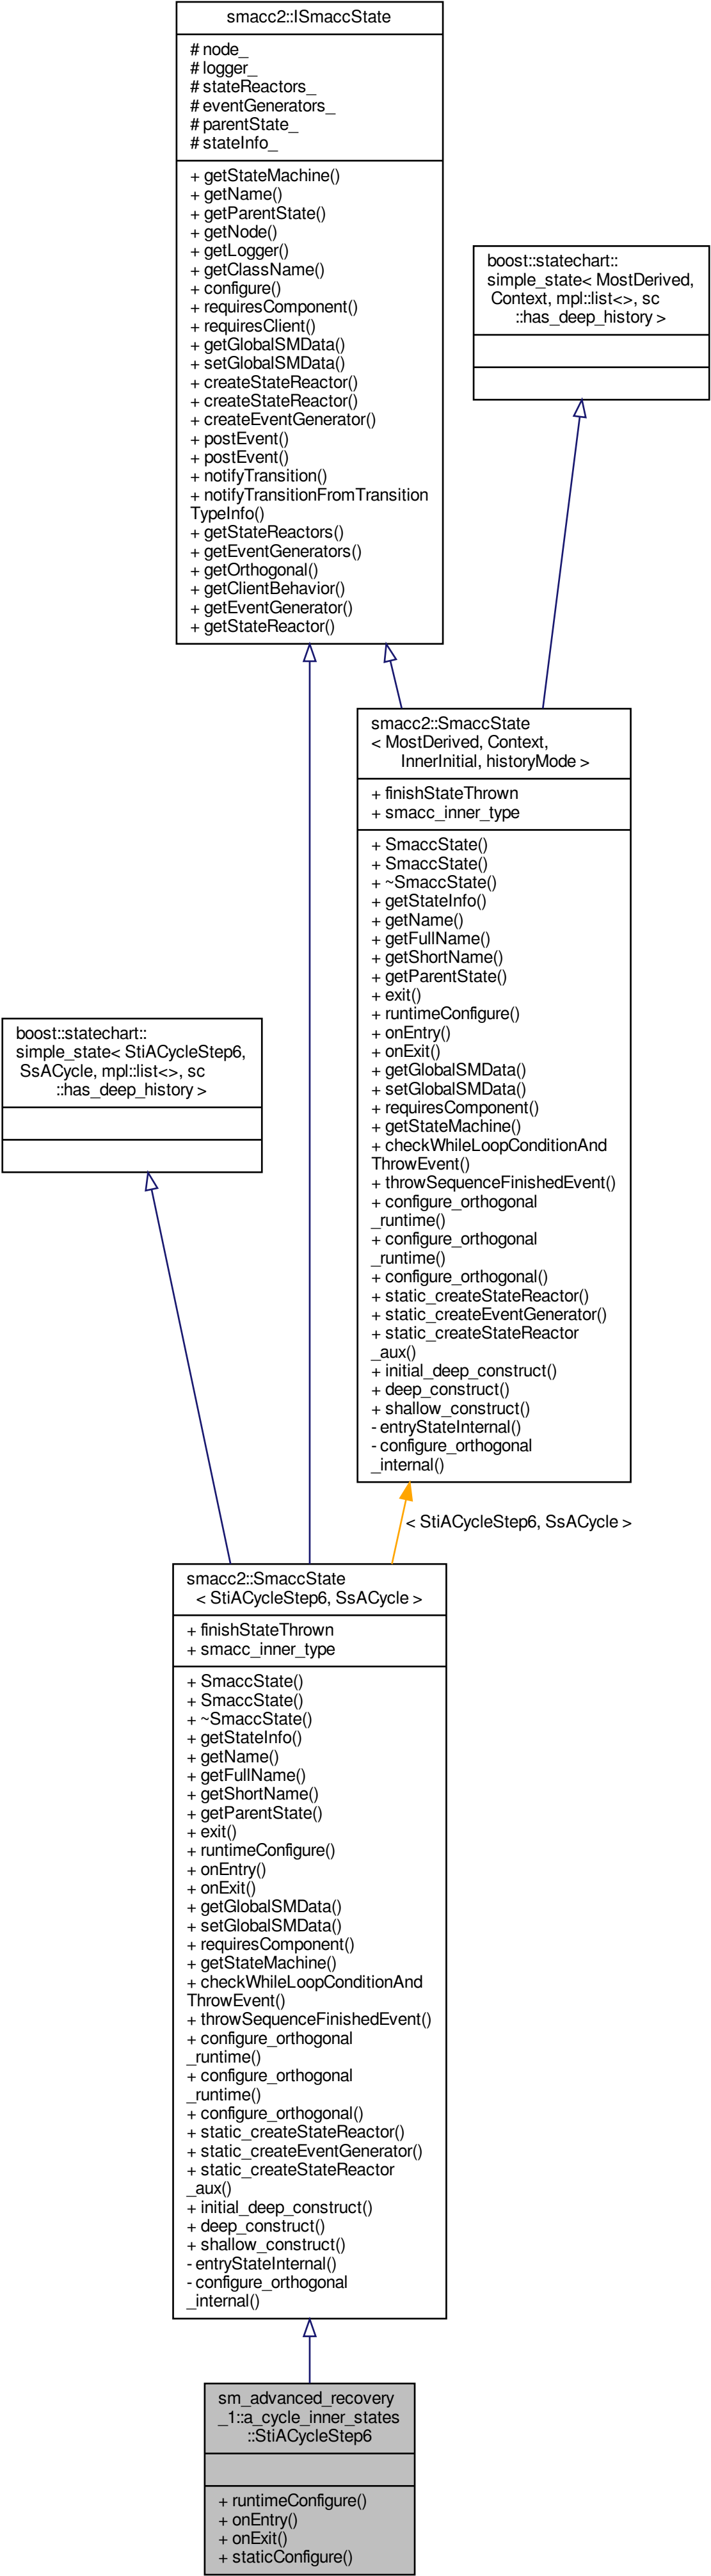 smacc2::ISmaccState
# node_
# logger_
# stateReactors_
# eventGenerators_
# parentState_
# stateInfo_
+ getStateMachine()
+ getName()
+ getParentState()
+ getNode()
+ getLogger()
+ getClassName()
+ configure()
+ requiresComponent()
+ requiresClient()
+ getGlobalSMData()
+ setGlobalSMData()
+ createStateReactor()
+ createStateReactor()
+ createEventGenerator()
+ postEvent()
+ postEvent()
+ notifyTransition()
+ notifyTransitionFromTransition
TypeInfo()
+ getStateReactors()
+ getEventGenerators()
+ getOrthogonal()
+ getClientBehavior()
+ getEventGenerator()
+ getStateReactor()
boost::statechart::
simple_state< MostDerived,
Context, mpl::list<>, sc
::has_deep_history >
smacc2::SmaccState
< MostDerived, Context,
InnerInitial, historyMode >
+ finishStateThrown
+ smacc_inner_type
+ SmaccState()
+ SmaccState()
+ ~SmaccState()
+ getStateInfo()
+ getName()
+ getFullName()
+ getShortName()
+ getParentState()
+ exit()
+ runtimeConfigure()
+ onEntry()
+ onExit()
+ getGlobalSMData()
+ setGlobalSMData()
+ requiresComponent()
+ getStateMachine()
+ checkWhileLoopConditionAnd
ThrowEvent()
+ throwSequenceFinishedEvent()
+ configure_orthogonal
_runtime()
+ configure_orthogonal
_runtime()
+ configure_orthogonal()
+ static_createStateReactor()
+ static_createEventGenerator()
+ static_createStateReactor
_aux()
+ initial_deep_construct()
+ deep_construct()
+ shallow_construct()
- entryStateInternal()
- configure_orthogonal
_internal()
boost::statechart::
simple_state< StiACycleStep6,
SsACycle, mpl::list<>, sc
::has_deep_history >
< StiACycleStep6, SsACycle >
smacc2::SmaccState
< StiACycleStep6, SsACycle >
+ finishStateThrown
+ smacc_inner_type
+ SmaccState()
+ SmaccState()
+ ~SmaccState()
+ getStateInfo()
+ getName()
+ getFullName()
+ getShortName()
+ getParentState()
+ exit()
+ runtimeConfigure()
+ onEntry()
+ onExit()
+ getGlobalSMData()
+ setGlobalSMData()
+ requiresComponent()
+ getStateMachine()
+ checkWhileLoopConditionAnd
ThrowEvent()
+ throwSequenceFinishedEvent()
+ configure_orthogonal
_runtime()
+ configure_orthogonal
_runtime()
+ configure_orthogonal()
+ static_createStateReactor()
+ static_createEventGenerator()
+ static_createStateReactor
_aux()
+ initial_deep_construct()
+ deep_construct()
+ shallow_construct()
- entryStateInternal()
- configure_orthogonal
_internal()
sm_advanced_recovery
_1::a_cycle_inner_states
::StiACycleStep6
+ runtimeConfigure()
+ onEntry()
+ onExit()
+ staticConfigure()